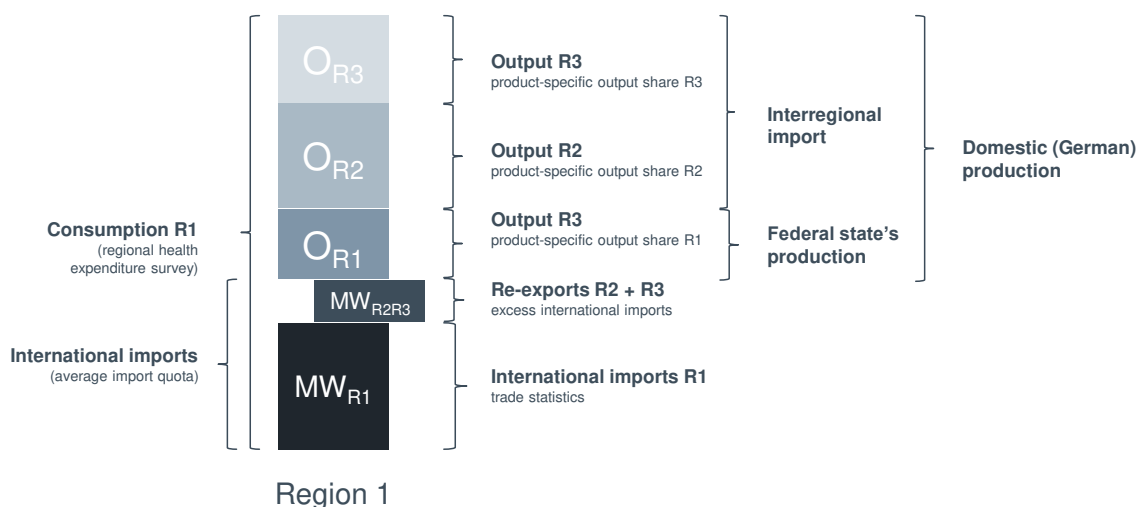 O_R3
Output R3
product-specific output share R3
Interregional
import
O_R2
Output R2
product-specific output share R2
Domestic (German)
production
Consumption R1
(regional health
expenditure survey)
O_R1
Output R3
product-specific output share R1
Federal state's
production
MW_R2R3
Re-exports R2 + R3
excess international imports
International imports
(average import quota)
MW_R1
International imports R1
trade statistics
Region 1